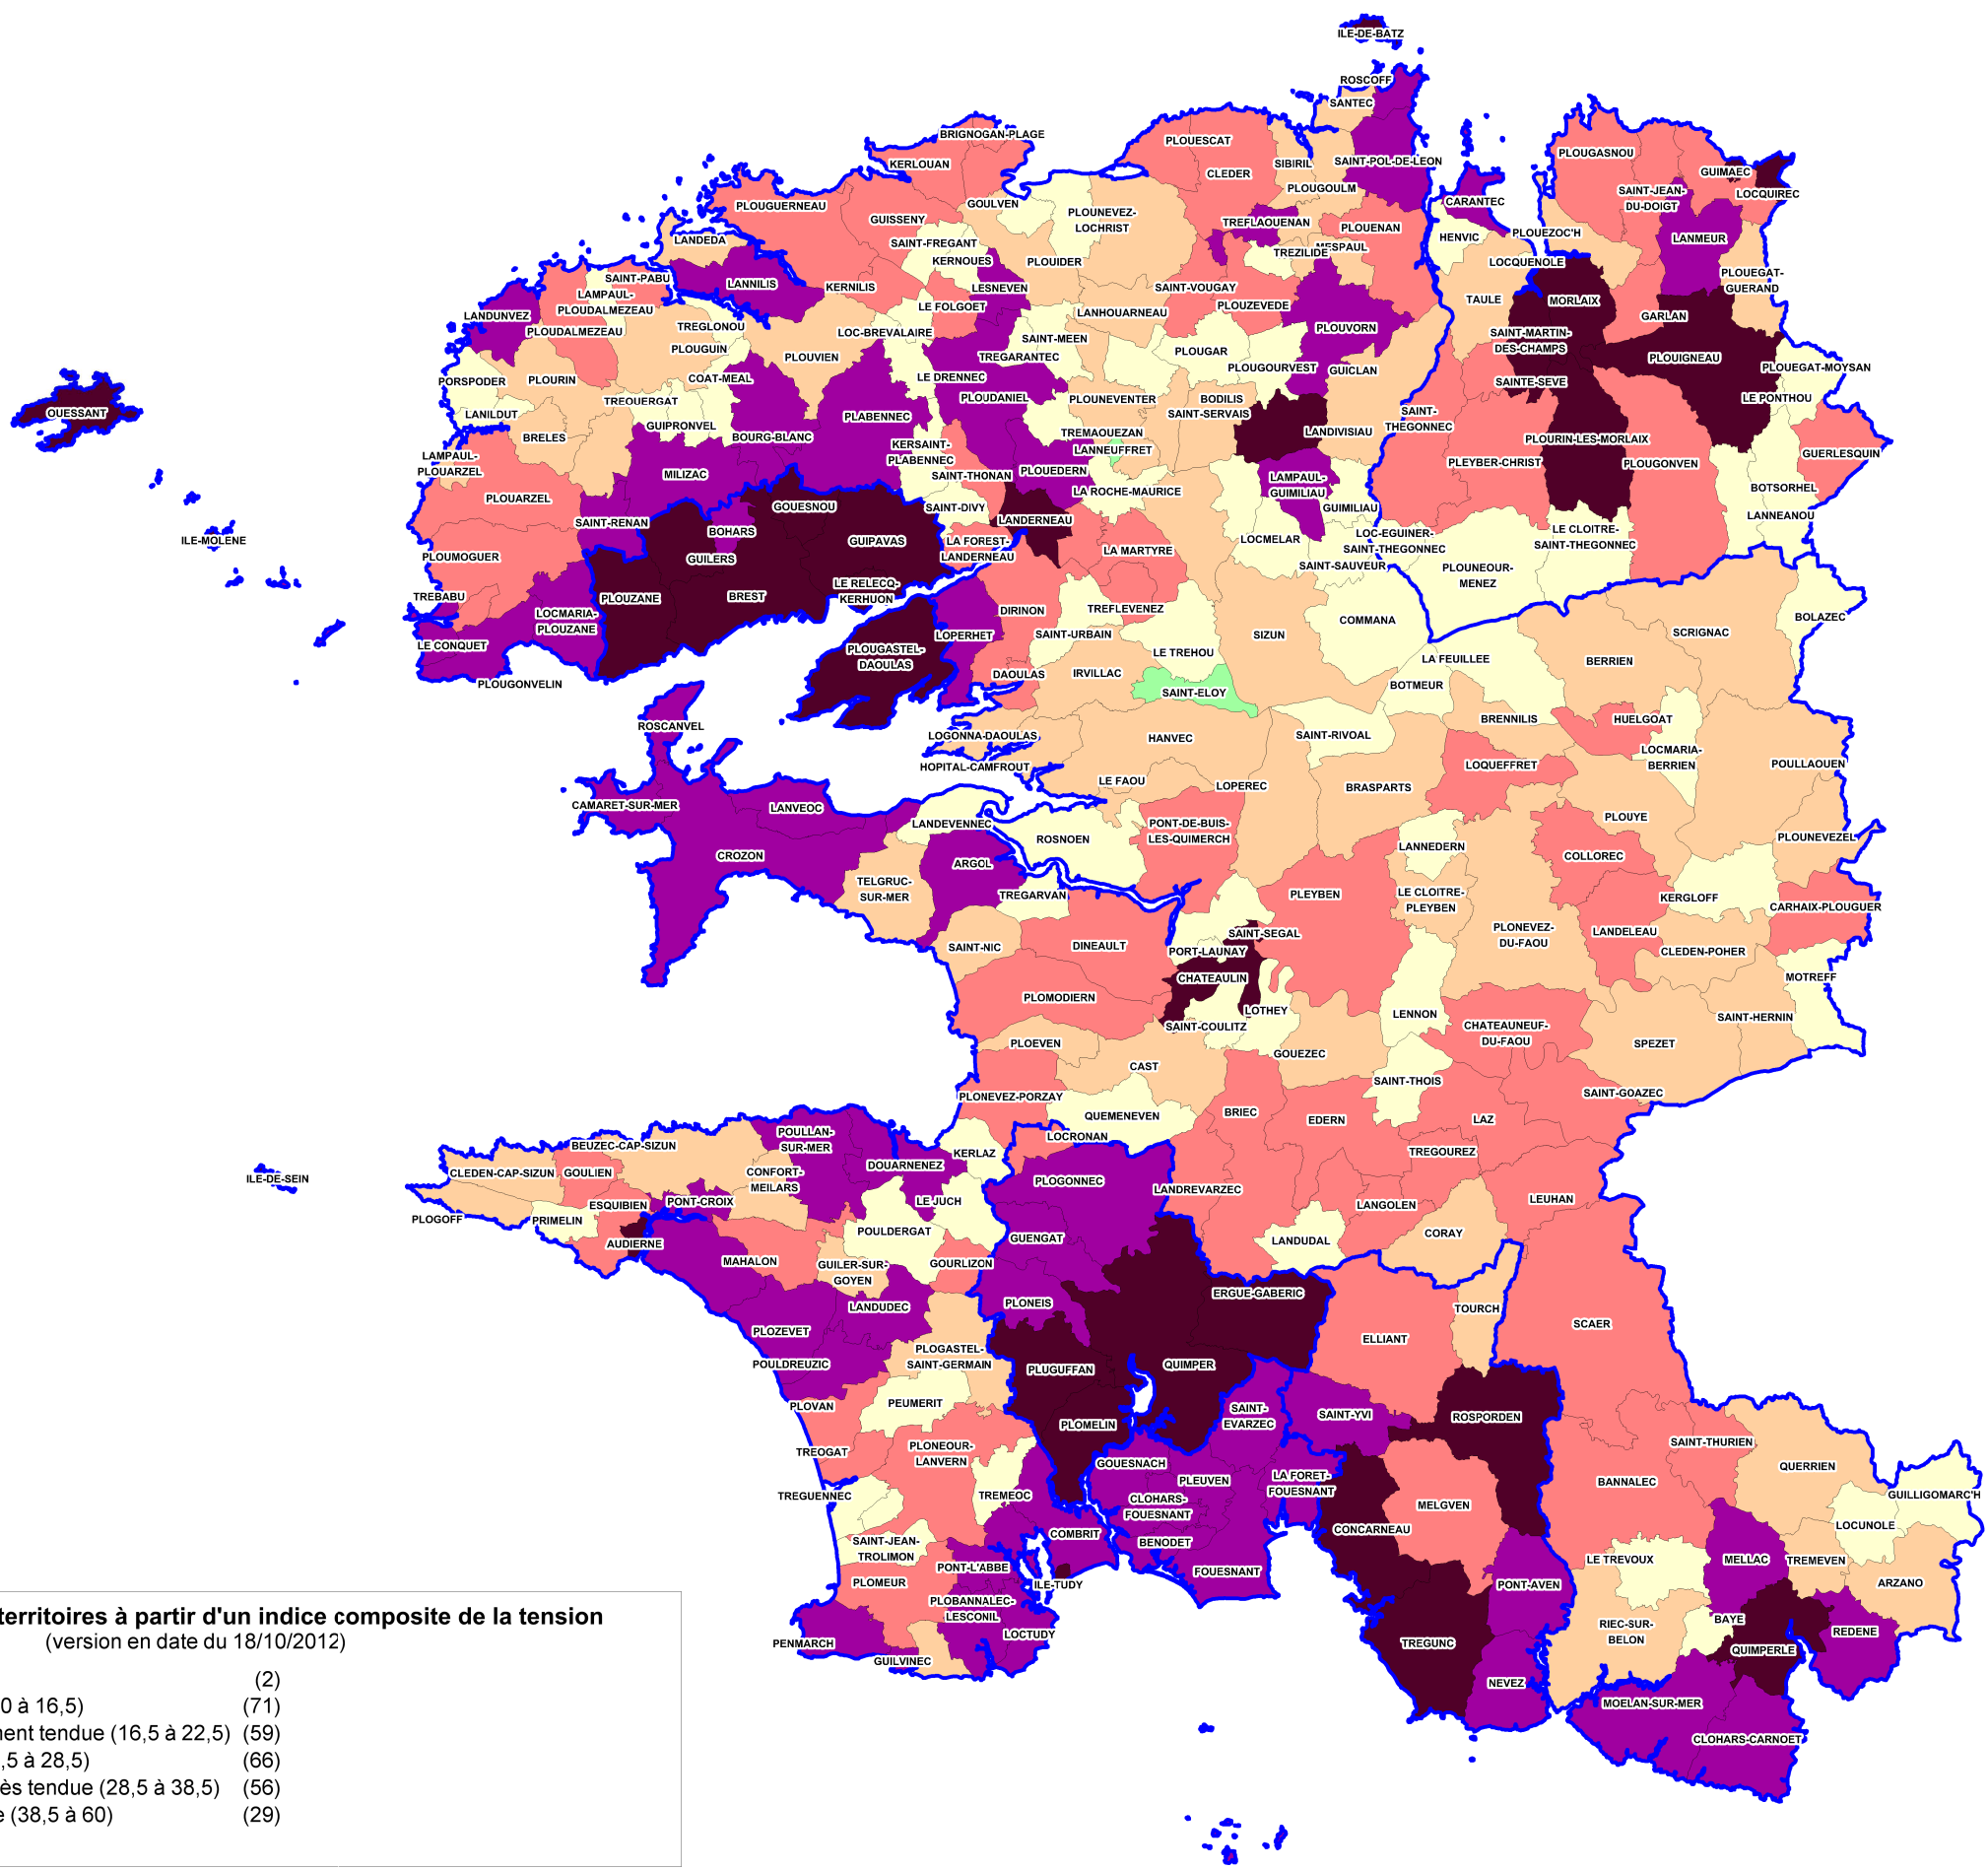 ILE-DE-BATZ
ROSCOFF
SANTEC
BRIGNOGAN-PLAGE
PLOUESCAT
KERLOUAN
CLEDER
SIBIRIL
SAINT-POL-DE-LEON
PLOUGOULM
PLOUGASNOU
GUIMAEC
LOCQUIREC
SAINT-JEAN-
DU-DOIGT
CARANTEC
PLOUGUERNEAU
GUISSENY
GOULVEN
PLOUNEVEZ-
LOCHRIST
TREFLAOUENAN
PLOUENAN
HENVIC
PLOUEZOC'H
LANMEUR
LANDEDA
SAINT-FREGANT
KERNOUES
PLOUIDER
TREZILIDE
MESPAUL
LOCQUENOLE
PLOUEGAT-
GUERAND
SAINT-PABU
LANNILIS
KERNILIS
LESNEVEN
SAINT-VOUGAY
TAULE
MORLAIX
LAMPAUL-
PLOUDALMEZEAU
LE FOLGOET
PLOUZEVEDE
LANDUNVEZ
PLOUDALMEZEAU
TREGLONOU
LOC-BREVALAIRE
LANHOUARNEAU
PLOUVORN
GARLAN
SAINT-MARTIN-
DES-CHAMPS
PLOUGUIN
PLOUVIEN
SAINT-MEEN
TREGARANTEC
PLOUGAR
PLOUIGNEAU
PLOUEGAT-MOYSAN
PORSPODER
PLOURIN
COAT-MEAL
LE DRENNEC
PLOUGOURVEST
GUICLAN
SAINTE-SEVE
LE PONTHOU
OUESSANT
LANILDUT
TREOUERGAT
PLABENNEC
PLOUDANIEL
PLOUNEVENTER
BODILIS
SAINT-SERVAIS
SAINT-
THEGONNEC
GUIPRONVEL
BRELES
BOURG-BLANC
TREMAOUEZAN
LANDIVISIAU
PLOURIN-LES-MORLAIX
KERSAINT-
PLABENNEC
LANNEUFFRET
LAMPAUL-
PLOUARZEL
MILIZAC
SAINT-THONAN
PLOUEDERN
PLEYBER-CHRIST
PLOUGONVEN
GUERLESQUIN
PLOUARZEL
LA ROCHE-MAURICE
LAMPAUL-
GUIMILIAU
BOTSORHEL
GOUESNOU
SAINT-DIVY
GUIMILIAU
LANNEANOU
SAINT-RENAN
BOHARS
LANDERNEAU
LE CLOITRE-
SAINT-THEGONNEC
ILE-MOLENE
GUIPAVAS
LA FOREST-
LANDERNEAU
LA MARTYRE
LOCMELAR
LOC-EGUINER-
SAINT-THEGONNEC
PLOUMOGUER
GUILERS
SAINT-SAUVEUR
PLOUNEOUR-
MENEZ
TREBABU
PLOUZANE
BREST
LE RELECQ-
KERHUON
LOCMARIA-
PLOUZANE
DIRINON
TREFLEVENEZ
COMMANA
BOLAZEC
LE CONQUET
LOPERHET
SAINT-URBAIN
SIZUN
SCRIGNAC
PLOUGASTEL-
DAOULAS
LE TREHOU
LA FEUILLEE
BERRIEN
PLOUGONVELIN
DAOULAS
IRVILLAC
SAINT-ELOY
BOTMEUR
ROSCANVEL
LOGONNA-DAOULAS
HANVEC
SAINT-RIVOAL
BRENNILIS
HUELGOAT
LOCMARIA-
BERRIEN
HOPITAL-CAMFROUT
LE FAOU
LOPEREC
BRASPARTS
LOQUEFFRET
POULLAOUEN
CAMARET-SUR-MER
LANVEOC
LANDEVENNEC
ROSNOEN
PONT-DE-BUIS-
LES-QUIMERCH
PLOUYE
PLOUNEVEZEL
CROZON
ARGOL
LANNEDERN
COLLOREC
TELGRUC-
SUR-MER
TREGARVAN
PLEYBEN
LE CLOITRE-
PLEYBEN
KERGLOFF
CARHAIX-PLOUGUER
SAINT-NIC
DINEAULT
SAINT-SEGAL
PLONEVEZ-
DU-FAOU
LANDELEAU
PORT-LAUNAY
CLEDEN-POHER
CHATEAULIN
MOTREFF
PLOMODIERN
LOTHEY
LENNON
SAINT-COULITZ
CHATEAUNEUF-
DU-FAOU
SAINT-HERNIN
PLOEVEN
GOUEZEC
SPEZET
CAST
SAINT-THOIS
PLONEVEZ-PORZAY
SAINT-GOAZEC
QUEMENEVEN
BRIEC
EDERN
LAZ
LOCRONAN
POULLAN-
SUR-MER
BEUZEC-CAP-SIZUN
KERLAZ
TREGOUREZ
CLEDEN-CAP-SIZUN
GOULIEN
CONFORT-
MEILARS
DOUARNENEZ
PLOGONNEC
ILE-DE-SEIN
LANDREVARZEC
ESQUIBIEN
PONT-CROIX
LE JUCH
LANGOLEN
LEUHAN
PLOGOFF
PRIMELIN
POULDERGAT
CORAY
AUDIERNE
GUENGAT
LANDUDAL
MAHALON
GUILER-SUR-
GOYEN
GOURLIZON
ERGUE-GABERIC
LANDUDEC
PLONEIS
TOURCH
PLOZEVET
ELLIANT
SCAER
PLOGASTEL-
SAINT-GERMAIN
POULDREUZIC
PLUGUFFAN
QUIMPER
PLOVAN
PEUMERIT
SAINT-
EVARZEC
SAINT-YVI
ROSPORDEN
PLOMELIN
TREOGAT
PLONEOUR-
LANVERN
SAINT-THURIEN
GOUESNACH
PLEUVEN
LA FORET-
FOUESNANT
BANNALEC
QUERRIEN
TREGUENNEC
TREMEOC
CLOHARS-
FOUESNANT
MELGVEN
GUILLIGOMARC'H
COMBRIT
CONCARNEAU
LOCUNOLE
SAINT-JEAN-
TROLIMON
BENODET
PONT-L'ABBE
FOUESNANT
LE TREVOUX
MELLAC
TREMEVEN
PLOMEUR
ILE-TUDY
PONT-AVEN
ARZANO
PLOBANNALEC-
LESCONIL
RIEC-SUR-
BELON
BAYE
REDENE
PENMARCH
LOCTUDY
TREGUNC
QUIMPERLE
GUILVINEC
NEVEZ
MOELAN-SUR-MER
CLOHARS-CARNOET
territoires à partir d'un indice composite de la tension
(version en date du 18/10/2012)
(2)
0 à 16,5) (71)
ment tendue (16,5 à 22,5) (59)
,5 à 28,5) (66)
ès tendue (28,5 à 38,5) (56)
e (38,5 à 60) (29)